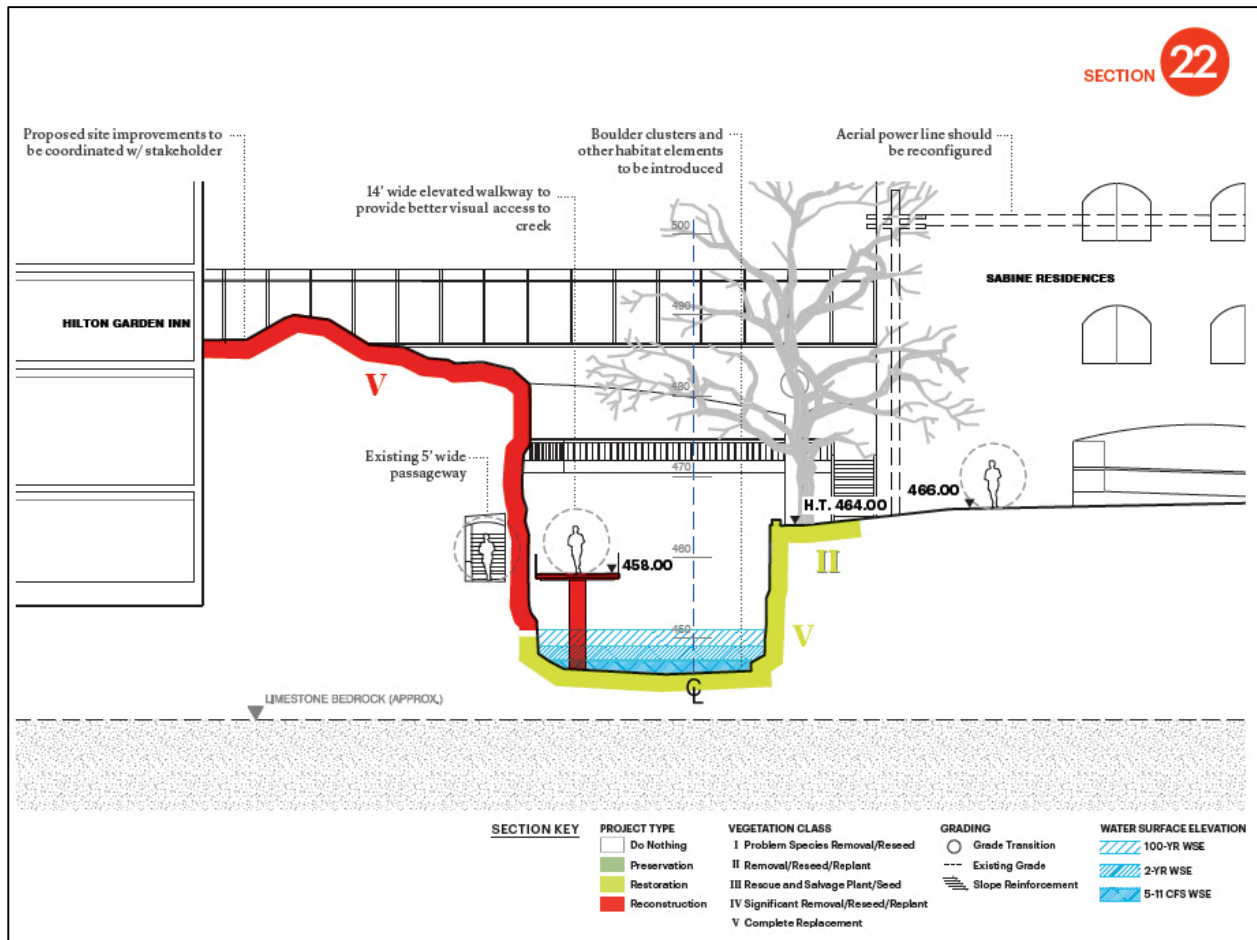 SECTION 22
Proposed site improvements to
be coordinated w/ stakeholder
Boulder clusters and
other habitat elements
to be introduced
Aerial power line should
be reconfigured
14' wide elevated walkway to
provide better visual access to
creek
500
SABINE RESIDENCES
490
HILTON GARDEN INN
V
480
Existing 5' wide
passageway
470
466.00
H.T. 464.00
460
458.00
II
450
V
CL
LIMESTONE BEDROCK (APPROX.)
SECTION KEY
PROJECT TYPE
Do Nothing
Preservation
Restoration
Reconstruction
VEGETATION CLASS
I Problem Species Removal/Reseed
II Removal/Reseed/Replant
III Rescue and Salvage Plant/Seed
IV Significant Removal/Reseed/Replant
V Complete Replacement
GRADING
Grade Transition
Existing Grade
Slope Reinforcement
WATER SURFACE ELEVATION
100-YR WSE
2-YR WSE
5-11 CFS WSE